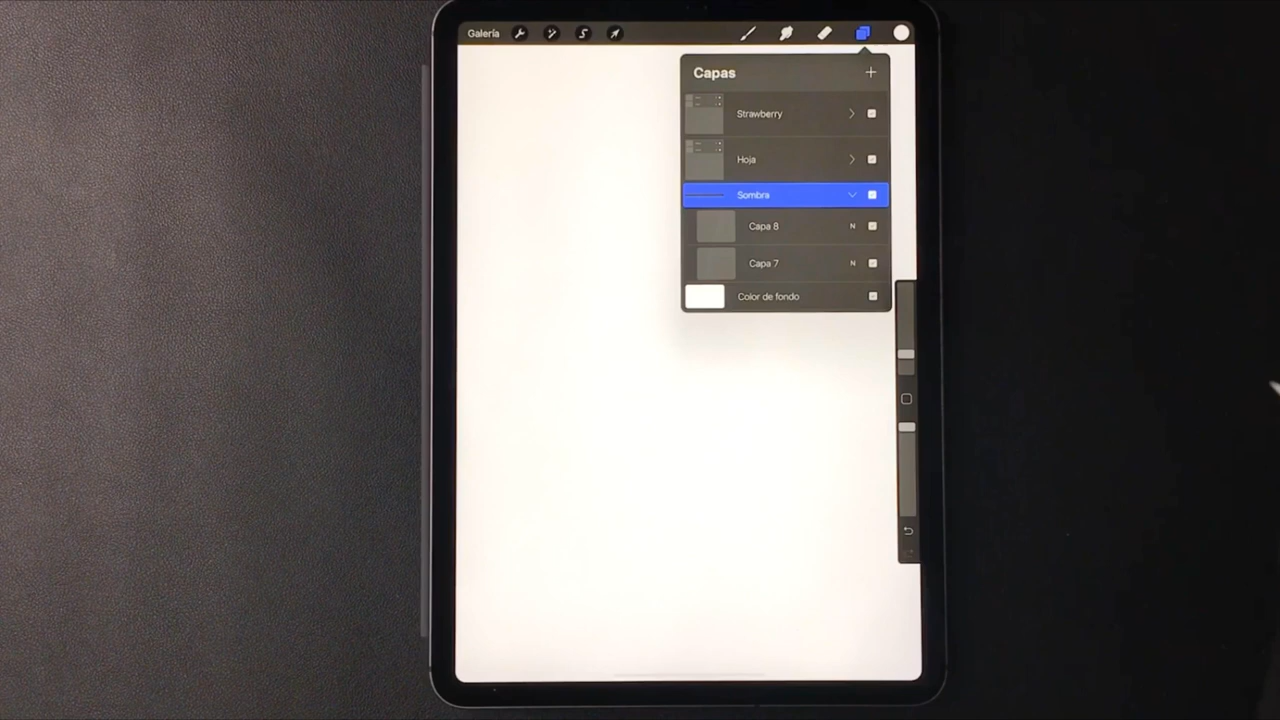 Galería
Capas
Strawberry
Hoja
Sombra
Capa 8 N
Capa 7 N
Color de fondo